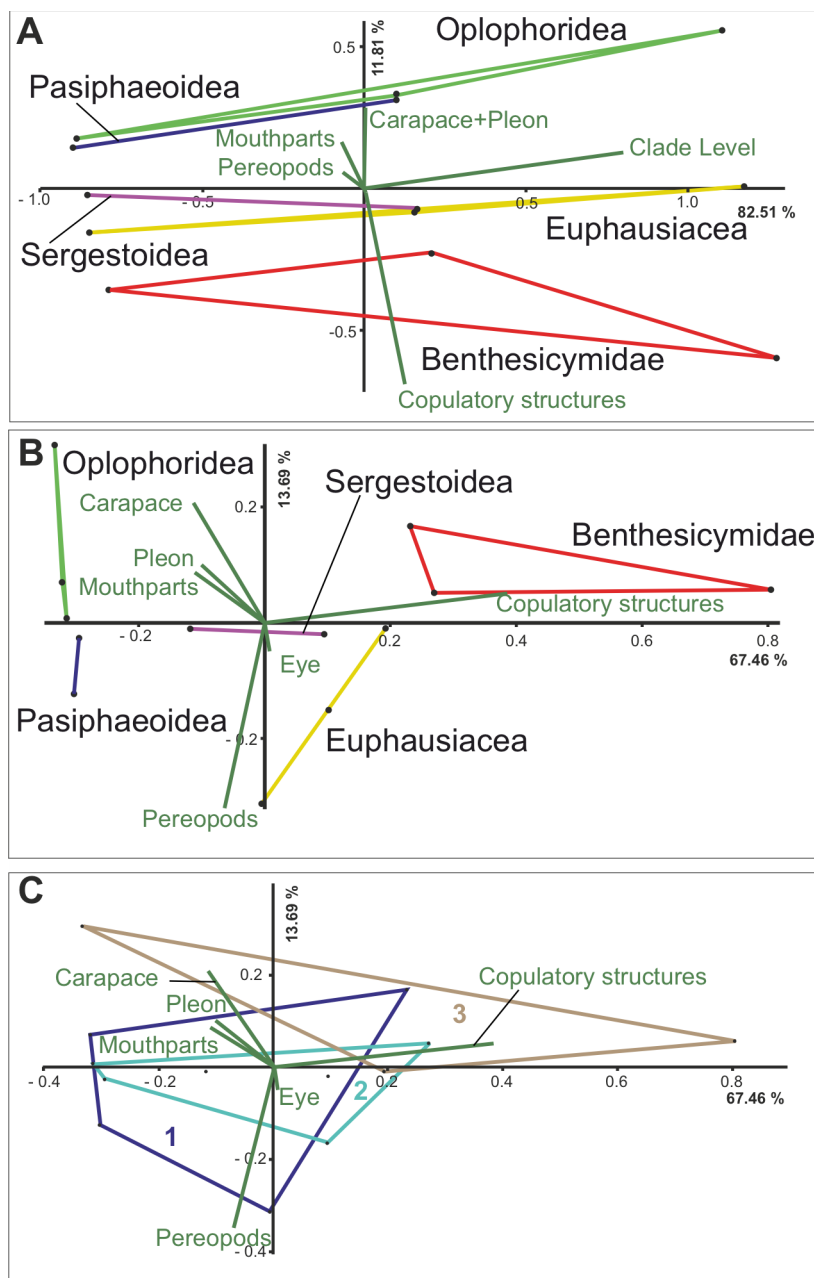 A
Oplophoridea
0.5
11.81 %
Pasiphaeoidea
Carapace+Pleon
Mouthparts
Clade Level
Pereopods
- 1.0
- 0.5
0.5
1.0
82.51 %
Euphausiacea
Sergestoidea
-0.5
Benthesicymidae
Copulatory structures
B
Oplophoridea
13.69 %
Sergestoidea
Carapace
0.2
Benthesicymidae
Pleon
Mouthparts
Copulatory structures
- 0.2
0.2
0.4
0.6
0.8
67.46 %
Eye
Pasiphaeoidea
- 0.2
Euphausiacea
Pereopods
C
13.69 %
Carapace
0.2
Copulatory structures
Pleon
3
Mouthparts
- 0.4
- 0.2
0.2
0.4
0.6
0.8
67.46 %
Eye
2
1
- 0.2
Pereopods
- 0.4